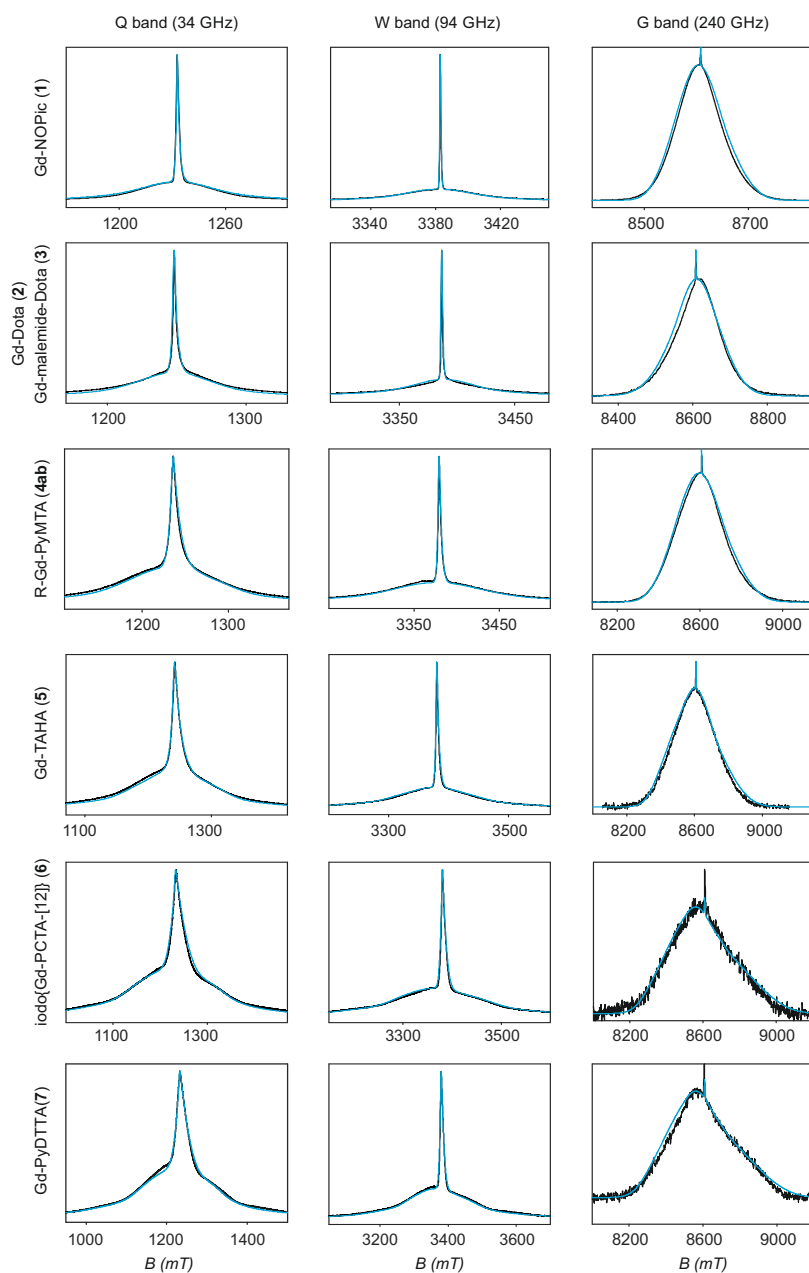 Q band (34 GHz)
W band (94 GHz)
G band (240 GHz)
Gd-NOPic (1)
1200 1260
3340 3380 3420
8500 8700
Gd-Dota (2)
Gd-malemide-Dota (3)
1200 1300
3350 3450
8400 8600 8800
R-Gd-PyMTA (4ab)
1200 1300
3350 3450
8200 8600 9000
Gd-TAHA (5)
1100 1300
3300 3500
8200 8600 9000
iodo{Gd-PCTA-[12]} (6)
1100 1300
3300 3500
8200 8600 9000
Gd-PyDTTA(7)
1000 1200 1400
3200 3400 3600
8200 8600 9000
B (mT)
B (mT)
B (mT)